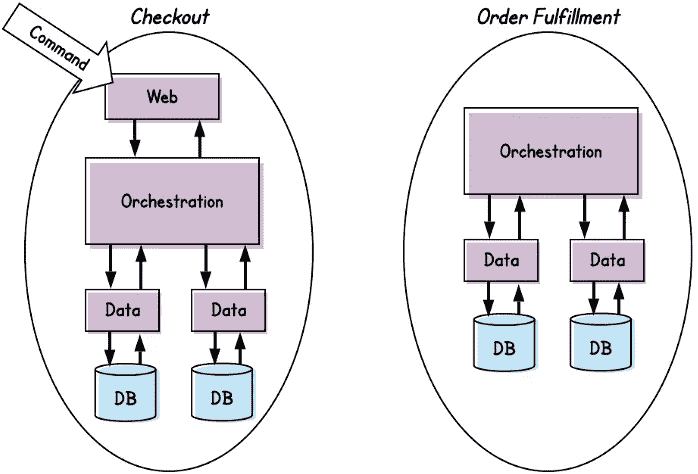 Checkout
Command
Web
Orchestration
Data
Data
DB
DB
Order Fulfillment
Orchestration
Data
Data
DB
DB